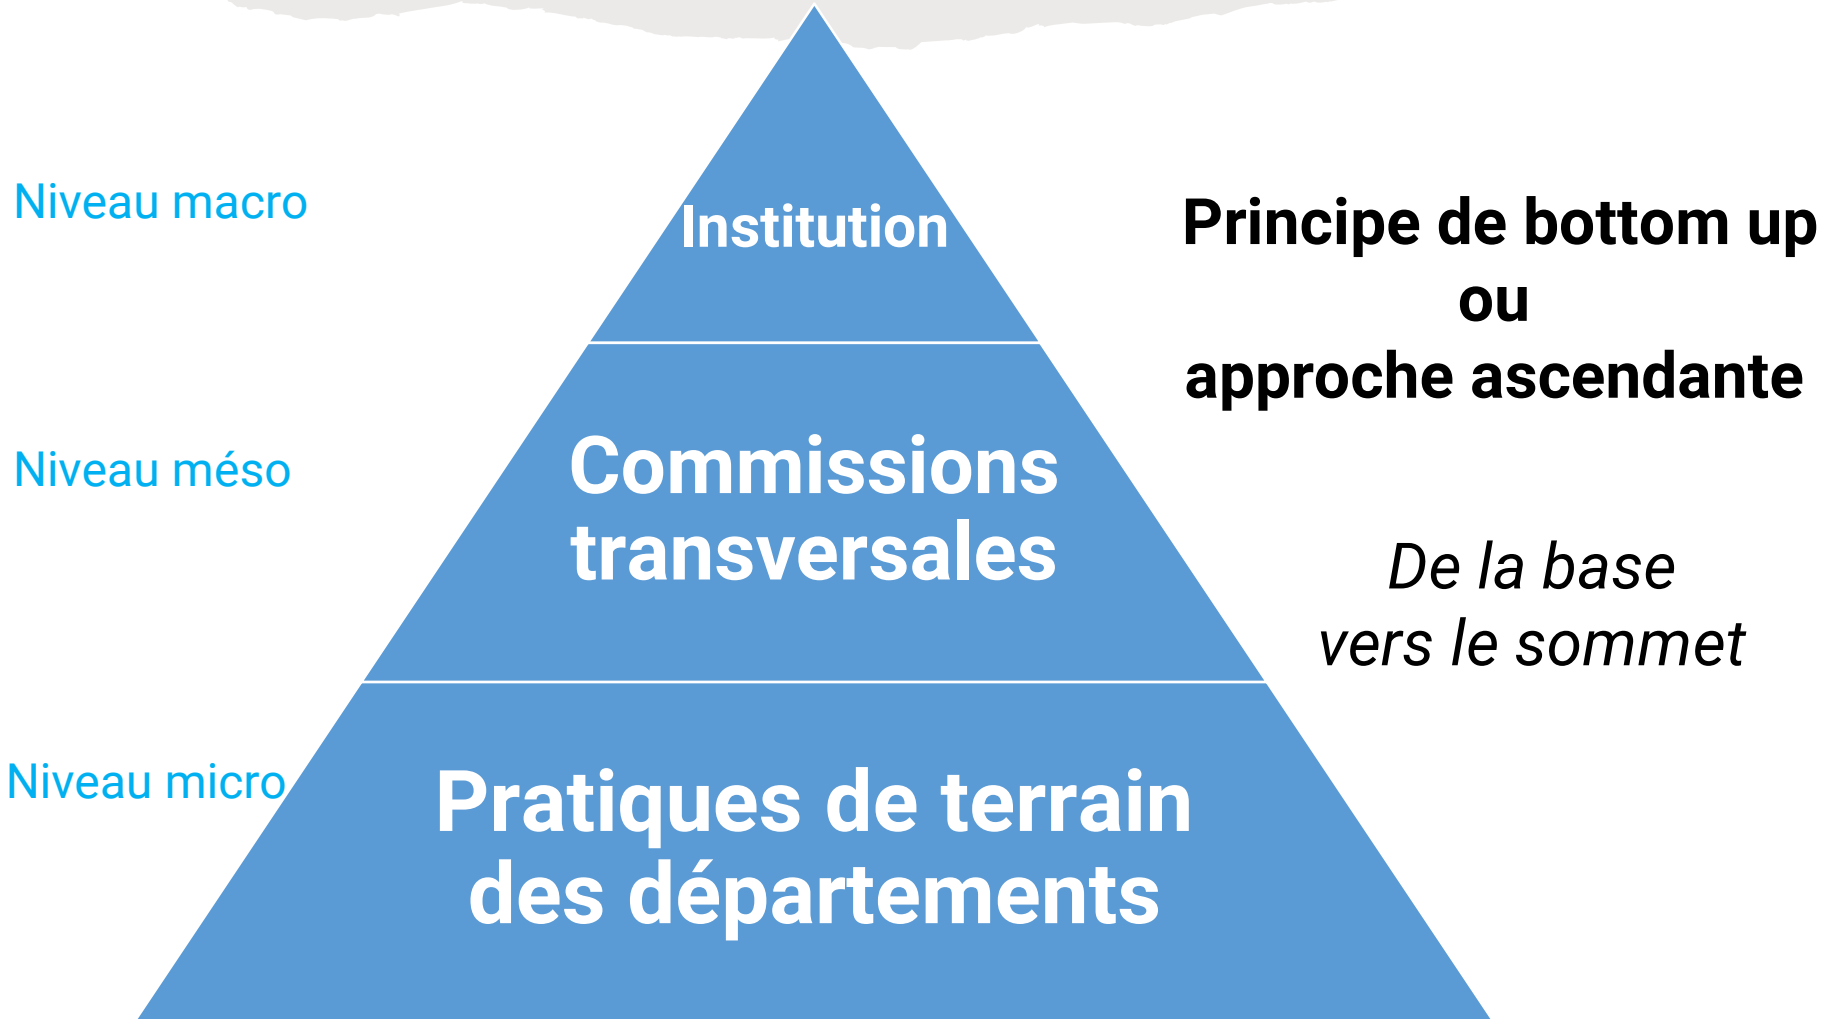 Niveau macro
Institution
Principe de bottom up
ou
approche ascendante
Niveau méso
Commissions
transversales
De la base
vers le sommet
Niveau micro
Pratiques de terrain
des départements